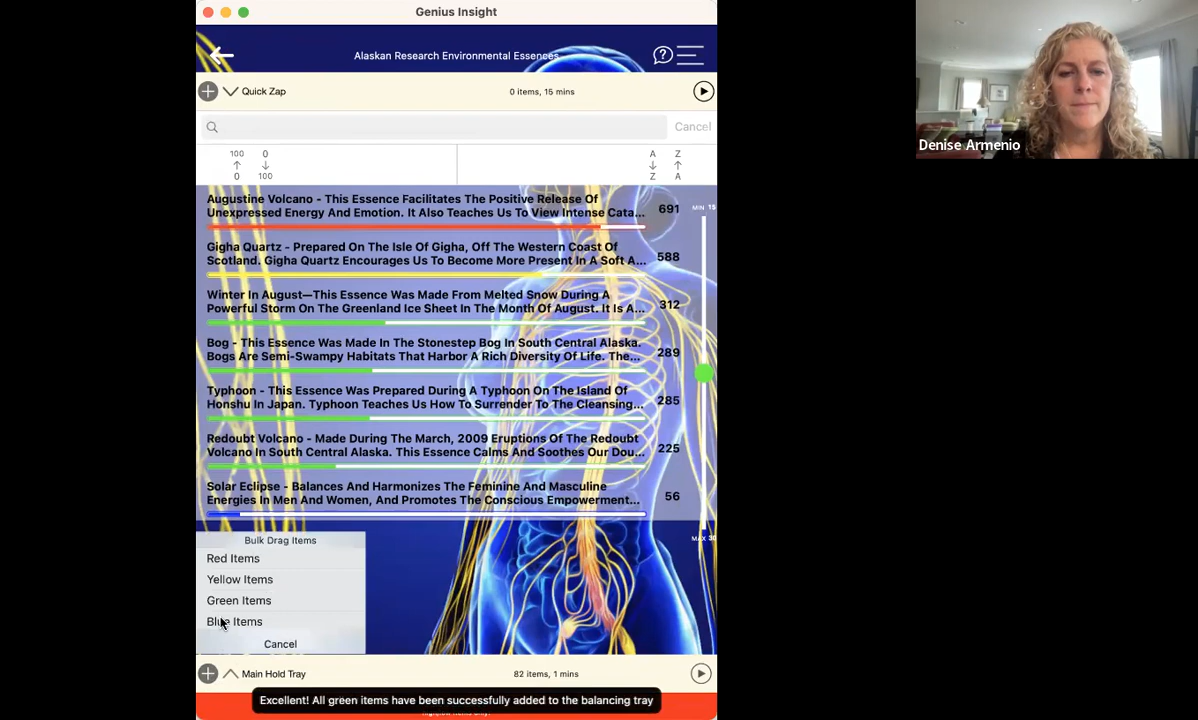 Genius Insight
Alaskan Research Environmental Essences
Quick Zap
0 items, 15 mins
Cancel
100 0 A Z
0 100 Z A
Augustine Volcano - This Essence Facilitates The Positive Release Of
Unexpressed Energy And Emotion. It Also Teaches Us To View Intense Cata...
691
MIN 15
Gigha Quartz - Prepared On The Isle Of Gigha, Off The Western Coast Of
Scotland. Gigha Quartz Encourages Us To Become More Present In A Soft A...
588
Winter In August—This Essence Was Made From Melted Snow During A
Powerful Storm On The Greenland Ice Sheet In The Month Of August. It Is A...
312
Bog - This Essence Was Made In The Stonestep Bog In South Central Alaska.
Bogs Are Semi-Swampy Habitats That Harbor A Rich Diversity Of Life. The...
289
Typhoon - This Essence Was Prepared During A Typhoon On The Island Of
Honshu In Japan. Typhoon Teaches Us How To Surrender To The Cleansing...
285
Redoubt Volcano - Made During The March, 2009 Eruptions Of The Redoubt
Volcano In South Central Alaska. This Essence Calms And Soothes Our Dou...
225
Solar Eclipse - Balances And Harmonizes The Feminine And Masculine
Energies In Men And Women, And Promotes The Conscious Empowerment...
56
MAX 30
Bulk Drag Items
Red Items
Yellow Items
Green Items
Blue Items
Cancel
Main Hold Tray
82 items, 1 mins
Excellent! All green items have been successfully added to the balancing tray
Denise Armenio